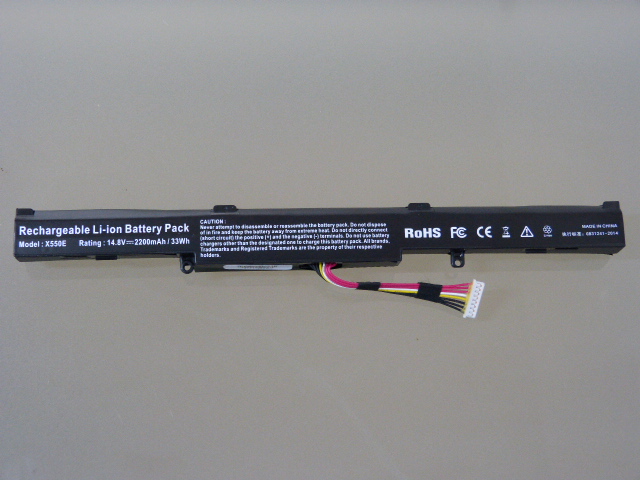 Rechargeable Li-ion Battery Pack
Model : X550E Rating : 14.8V⎓2200mAh / 33Wh
CAUTION :
Never attempt to disassemble or reassemble the battery pack. Do not dispose
of in fire and keep the battery away from extreme heat. Do not directly connect
(short circuit) the positive (+) and the negative (-) terminals. Do not use battery
chargers other than the designated one to charge this battery pack. All brands,
Trademarks and Registered Trademarks are the property of their respective
holders.
RoHS FC CE
MADE IN CHINA
执行标准: